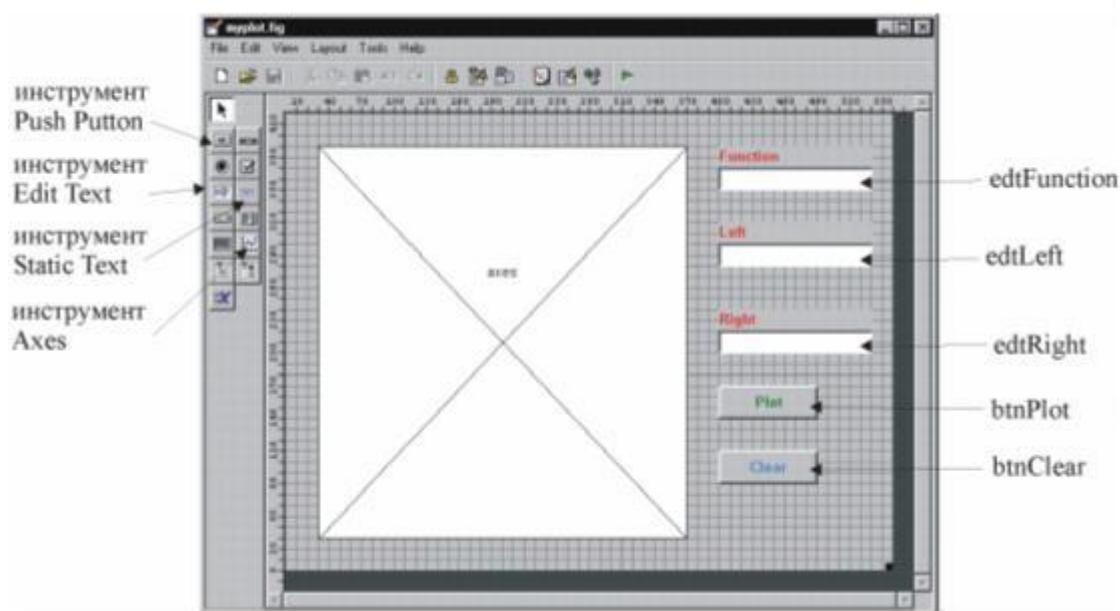 myplot.fig
File Edit View Layout Tools Help
инструмент
Push Putton
инструмент
Edit Text
инструмент
Static Text
инструмент
Axes
axes
Function
Left
Right
Plot
Clear
edtFunction
edtLeft
edtRight
btnPlot
btnClear